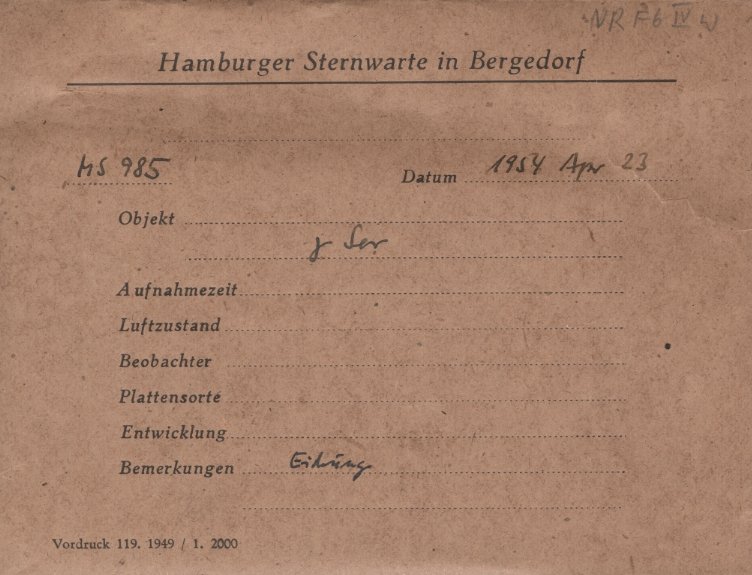 NR F6 IV W
Hamburger Sternwarte in Bergedorf
MS 985
Datum 1954 Apr 23
Objekt
γ Ser
Aufnahmezeit
Luftzustand
Beobachter
Plattensorte
Entwicklung
Bemerkungen Eichung
Vordruck 119. 1949 / 1. 2000